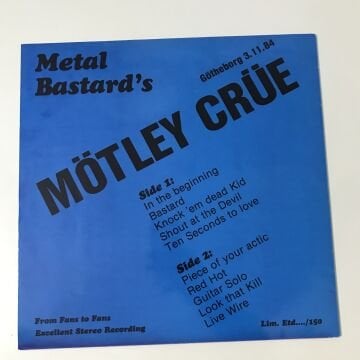 Metal
Bastard's
Götheborg 3.11.84
MÖTLEY CRÜE
Side 1:
In the beginning
Bastard
Knock 'em dead Kid
Shout at the Devil
Ten Seconds to love
Side 2:
Piece of your actic
Red Hot
Guitar Solo
Look that Kill
Live Wire
From Fans to Fans
Excellent Stereo Recording
Lim. Etd..../150